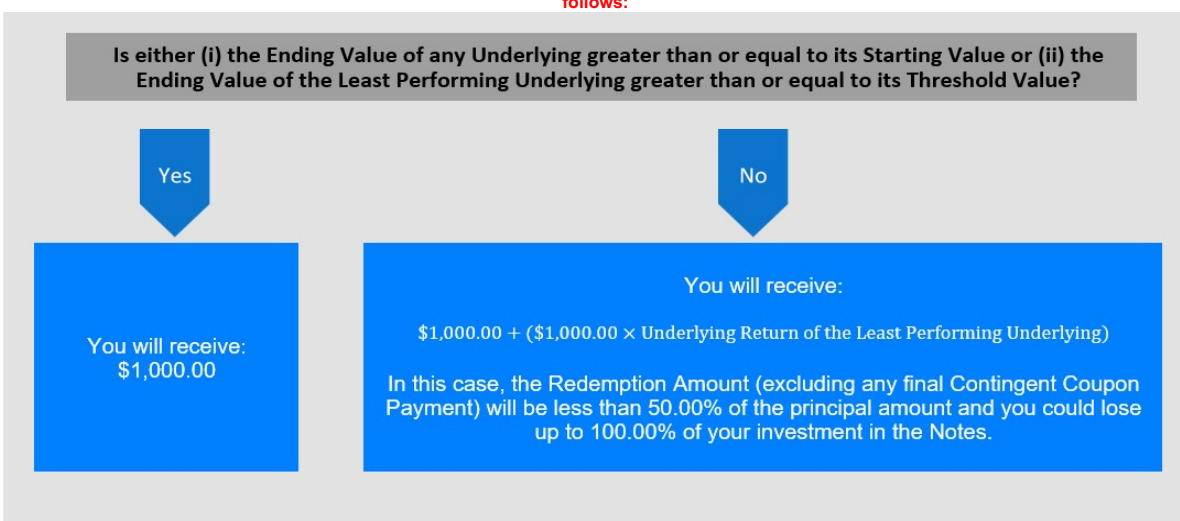 follows:
Is either (i) the Ending Value of any Underlying greater than or equal to its Starting Value or (ii) the
Ending Value of the Least Performing Underlying greater than or equal to its Threshold Value?
Yes
No
You will receive:
$1,000.00
You will receive:
$1,000.00 + ($1,000.00 × Underlying Return of the Least Performing Underlying)
In this case, the Redemption Amount (excluding any final Contingent Coupon
Payment) will be less than 50.00% of the principal amount and you could lose
up to 100.00% of your investment in the Notes.